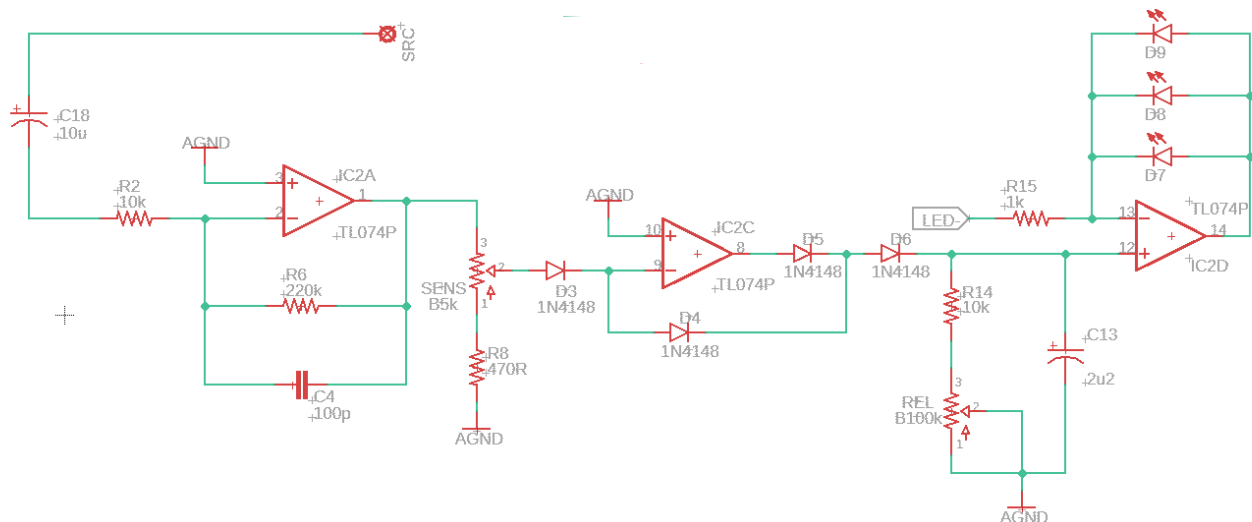 SRC
C18
10u
AGND
R2
10k
3
2
1
IC2A
TL074P
R6
220k
C4
100p
3
2
1
SENS
B5k
R8
470R
AGND
D3
1N4148
AGND
10
9
8
IC2C
TL074P
D5
1N4148
D4
1N4148
D6
1N4148
R14
10k
3
2
1
REL
B100k
C13
2u2
AGND
LED-
R15
1k
D9
D8
D7
13
12
14
TL074P
IC2D